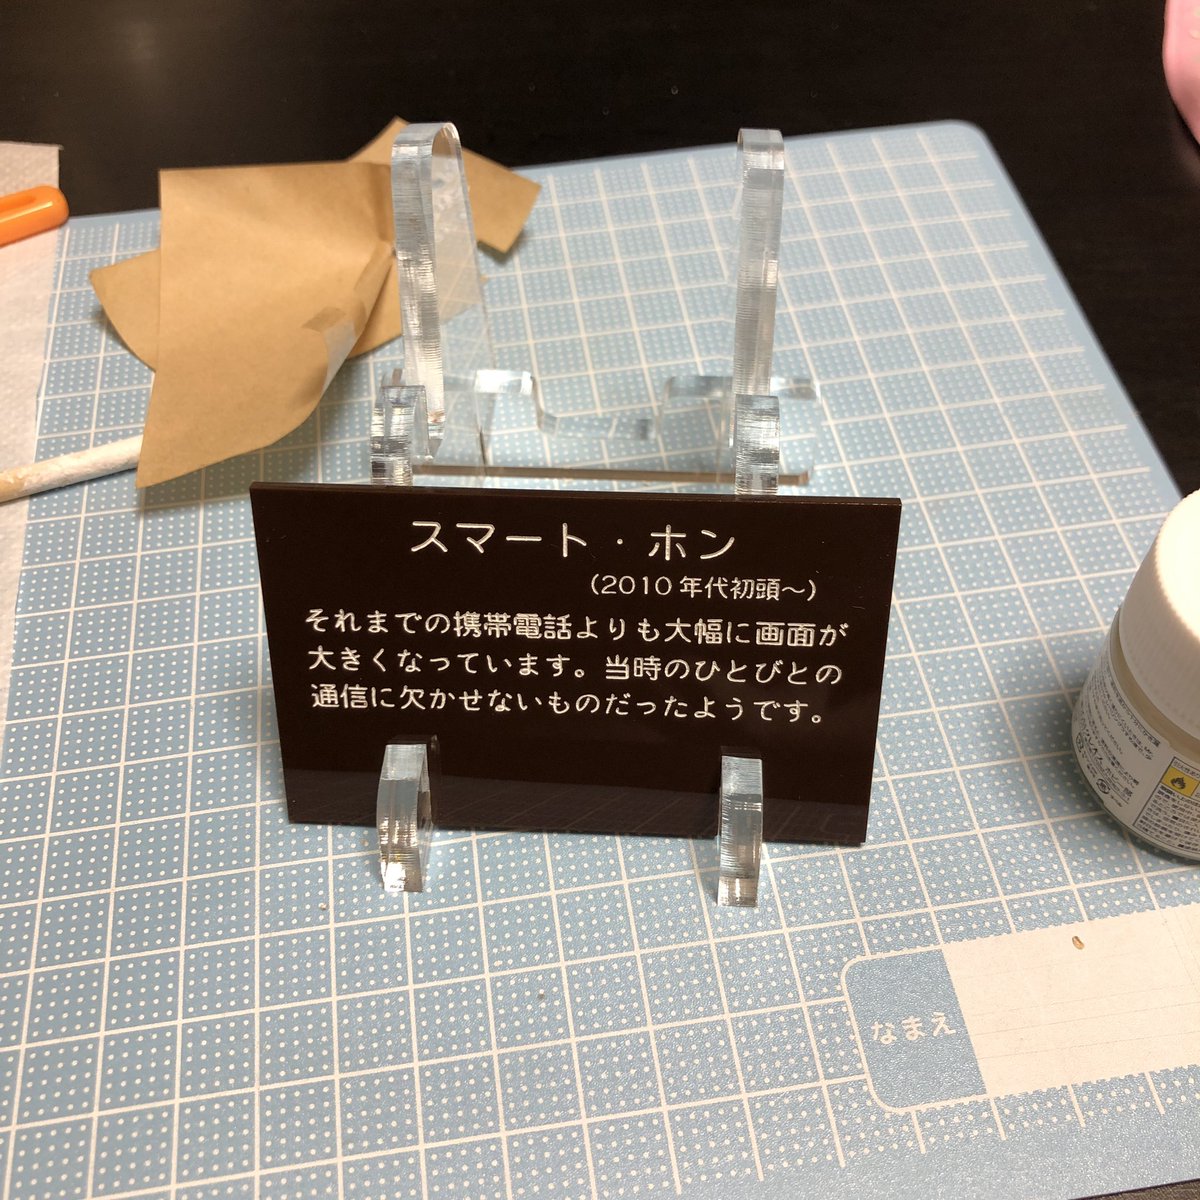 スマート・ホン
（2010年代初頭～）
それまでの携帯電話よりも大幅に画面が
大きくなっています。当時のひとびとの
通信に欠かせないものだったようです。
なまえ